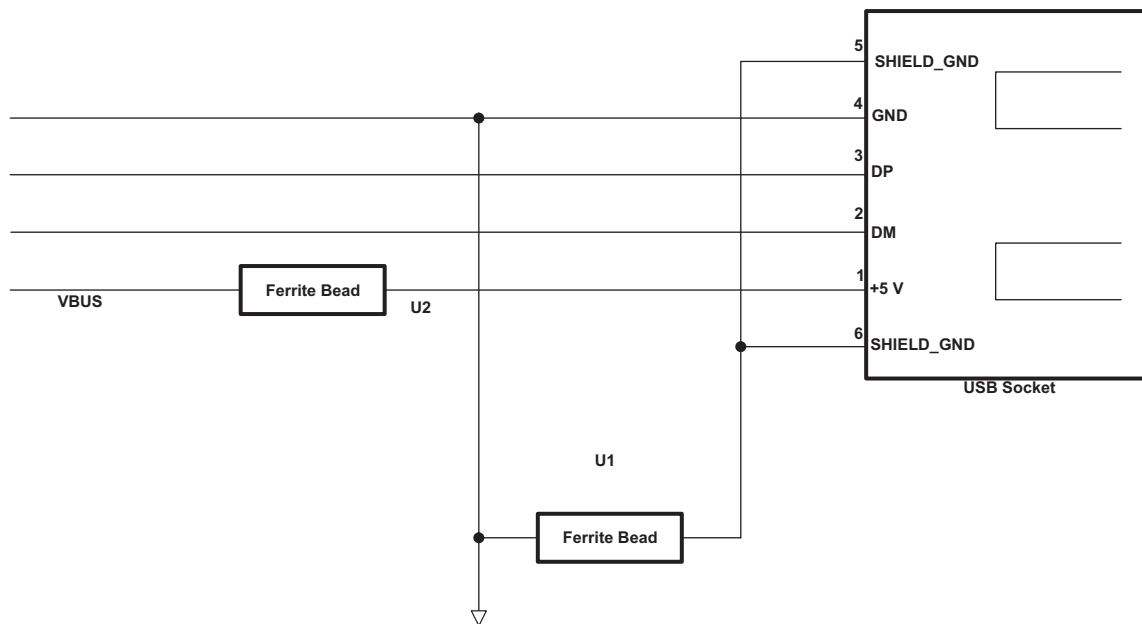 5
SHIELD_GND
4
GND
3
DP
2
DM
1
+5 V
VBUS
Ferrite Bead
U2
6
SHIELD_GND
USB Socket
U1
Ferrite Bead